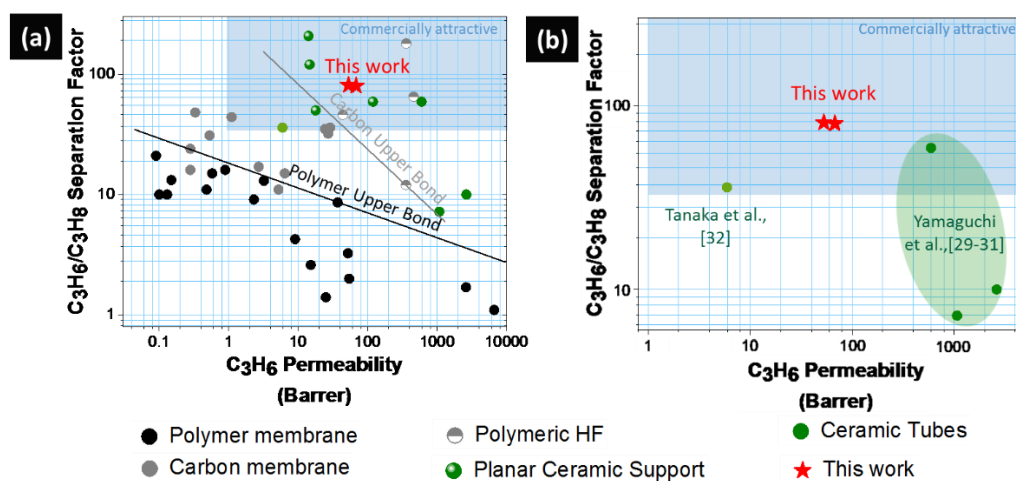 (a)
Commercially attractive
This work
Carbon Upper Bond
Polymer Upper Bond
C₃H₆/C₃H₈ Separation Factor
100
10
1
0.1
1
10
100
1000
10000
C₃H₆ Permeability
(Barrer)
(b)
Commercially attractive
This work
Tanaka et al.,
[32]
Yamaguchi
et al.,[29-31]
C₃H₆/C₃H₈ Separation Factor
100
10
1
10
100
1000
C₃H₆ Permeability
(Barrer)
Polymer membrane
Polymeric HF
Ceramic Tubes
Carbon membrane
Planar Ceramic Support
This work